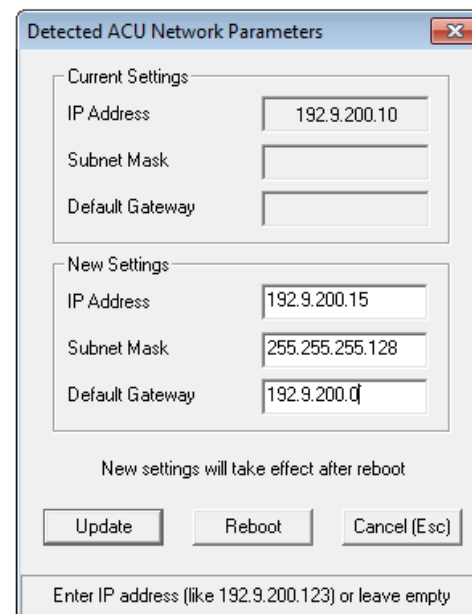 Detected ACU Network Parameters
Current Settings
IP Address 192.9.200.10
Subnet Mask
Default Gateway
New Settings
IP Address 192.9.200.15
Subnet Mask 255.255.255.128
Default Gateway 192.9.200.0
New settings will take effect after reboot
Update Reboot Cancel (Esc)
Enter IP address (like 192.9.200.123) or leave empty